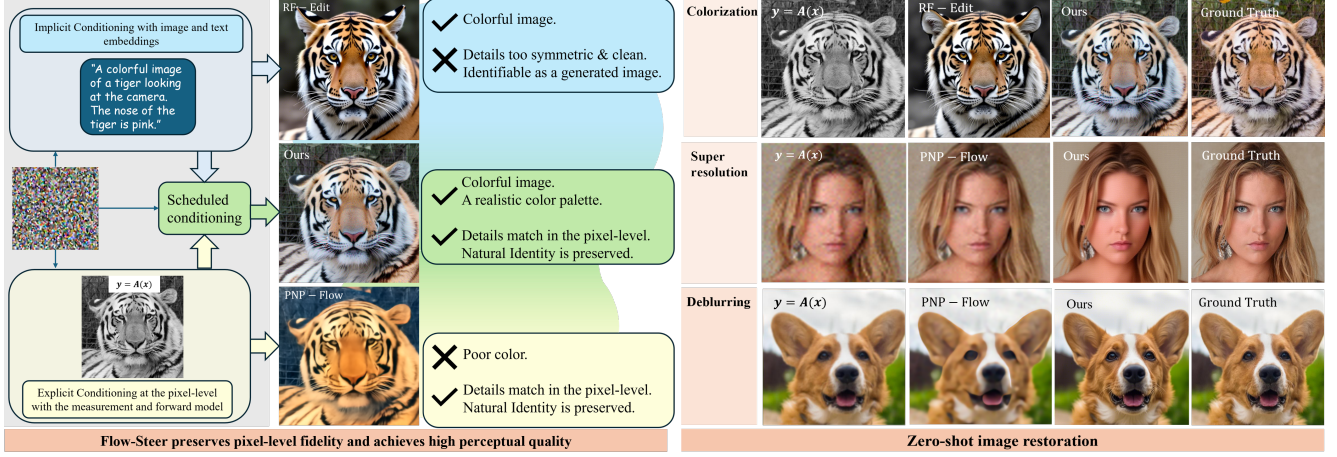 Implicit Conditioning with image and text
embeddings
"A colorful image
of a tiger looking
at the camera.
The nose of the
tiger is pink."
Scheduled
conditioning
y = A(x)
Explicit Conditioning at the pixel-level
with the measurement and forward model
RF − Edit
Colorful image.
Details too symmetric & clean.
Identifiable as a generated image.
Ours
Colorful image.
A realistic color palette.
Details match in the pixel-level.
Natural Identity is preserved.
PNP − Flow
Poor color.
Details match in the pixel-level.
Natural Identity is preserved.
Flow-Steer preserves pixel-level fidelity and achieves high perceptual quality
Colorization
y = A(x)
RF − Edit
Ours
Ground Truth
Super
resolution
y = A(x)
PNP − Flow
Ours
Ground Truth
Deblurring
y = A(x)
PNP − Flow
Ours
Ground Truth
Zero-shot image restoration